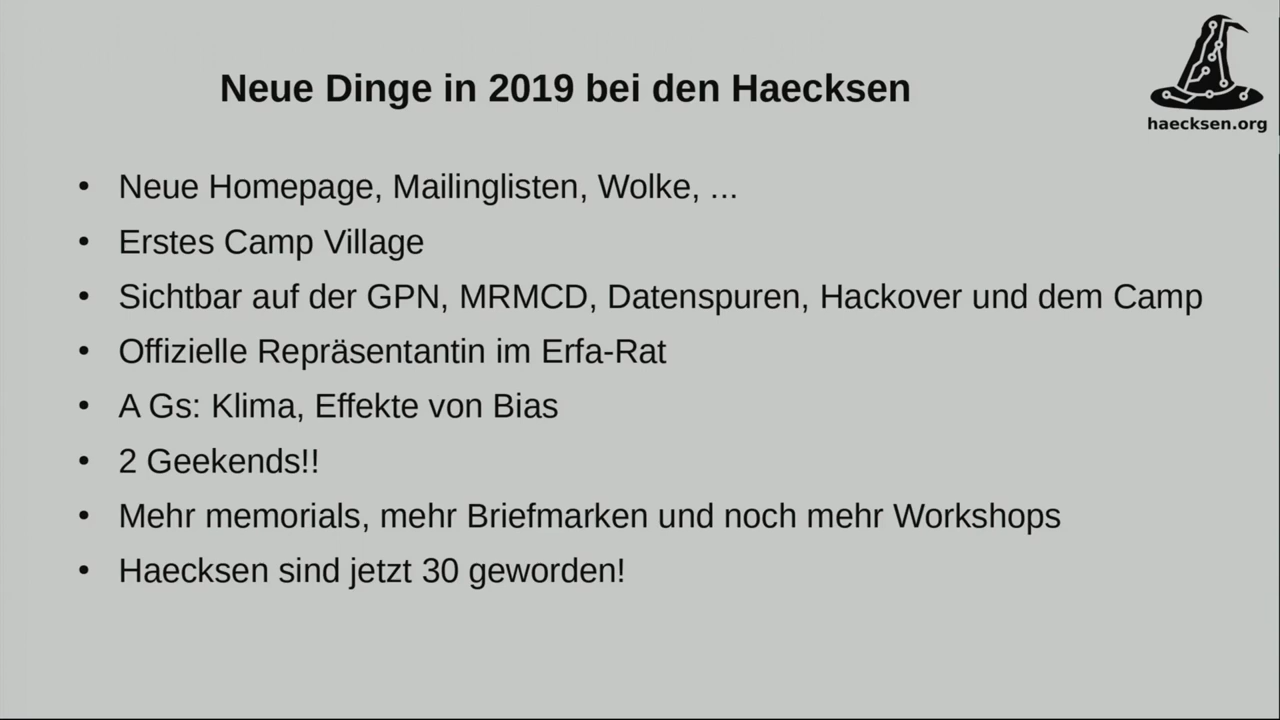 Neue Dinge in 2019 bei den Haecksen
haecksen.org
• Neue Homepage, Mailinglisten, Wolke, ...
• Erstes Camp Village
• Sichtbar auf der GPN, MRMCD, Datenspuren, Hackover und dem Camp
• Offizielle Repräsentantin im Erfa-Rat
• A Gs: Klima, Effekte von Bias
• 2 Geekends!!
• Mehr memorials, mehr Briefmarken und noch mehr Workshops
• Haecksen sind jetzt 30 geworden!